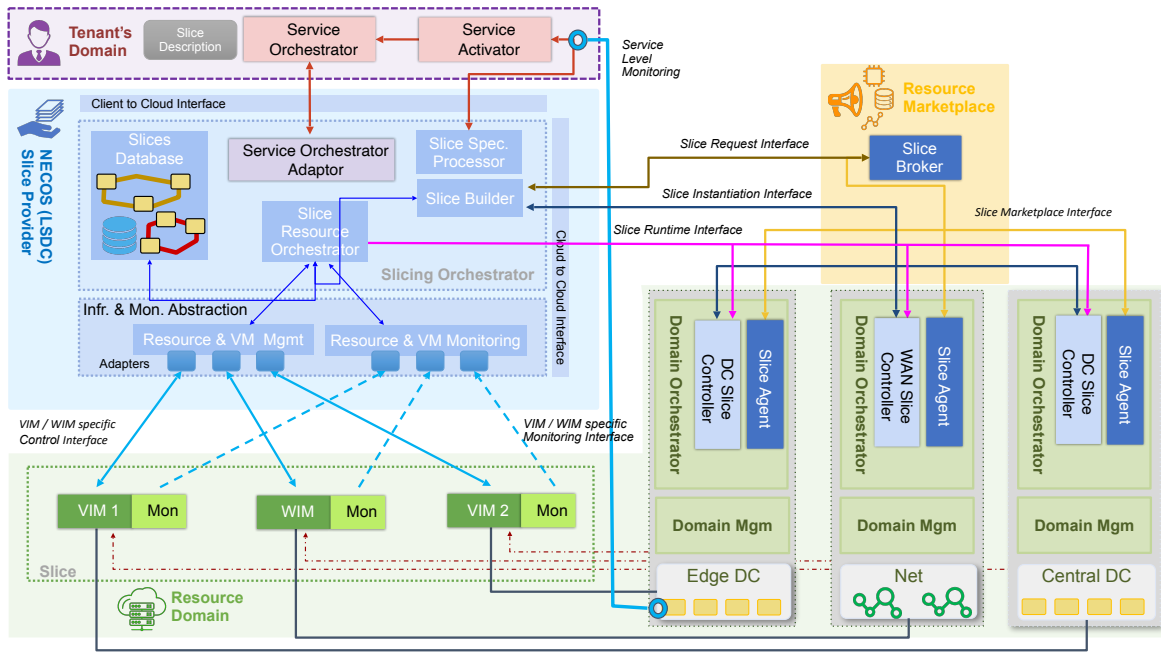 Tenant's
Domain
Slice
Description
Service
Orchestrator
Service
Activator
Service
Level
Monitoring
NECOS (LSDC)
Slice Provider
Client to Cloud Interface
Slices
Database
Service Orchestrator
Adaptor
Slice Spec.
Processor
Slice Builder
Slice
Resource
Orchestrator
Slicing Orchestrator
Cloud to Cloud Interface
Infr. & Mon. Abstraction
Resource & VM Mgmt
Resource & VM Monitoring
Adapters
Resource
Marketplace
Slice
Broker
Slice Request Interface
Slice Instantiation Interface
Slice Marketplace Interface
Slice Runtime Interface
Domain Orchestrator
DC Slice
Controller
Slice Agent
Domain Orchestrator
WAN Slice
Controller
Slice Agent
Domain Orchestrator
DC Slice
Controller
Slice Agent
VIM / WIM specific
Control Interface
VIM / WIM specific
Monitoring Interface
VIM 1
Mon
WIM
Mon
VIM 2
Mon
Slice
Domain Mgm
Domain Mgm
Domain Mgm
Edge DC
Net
Central DC
Resource
Domain